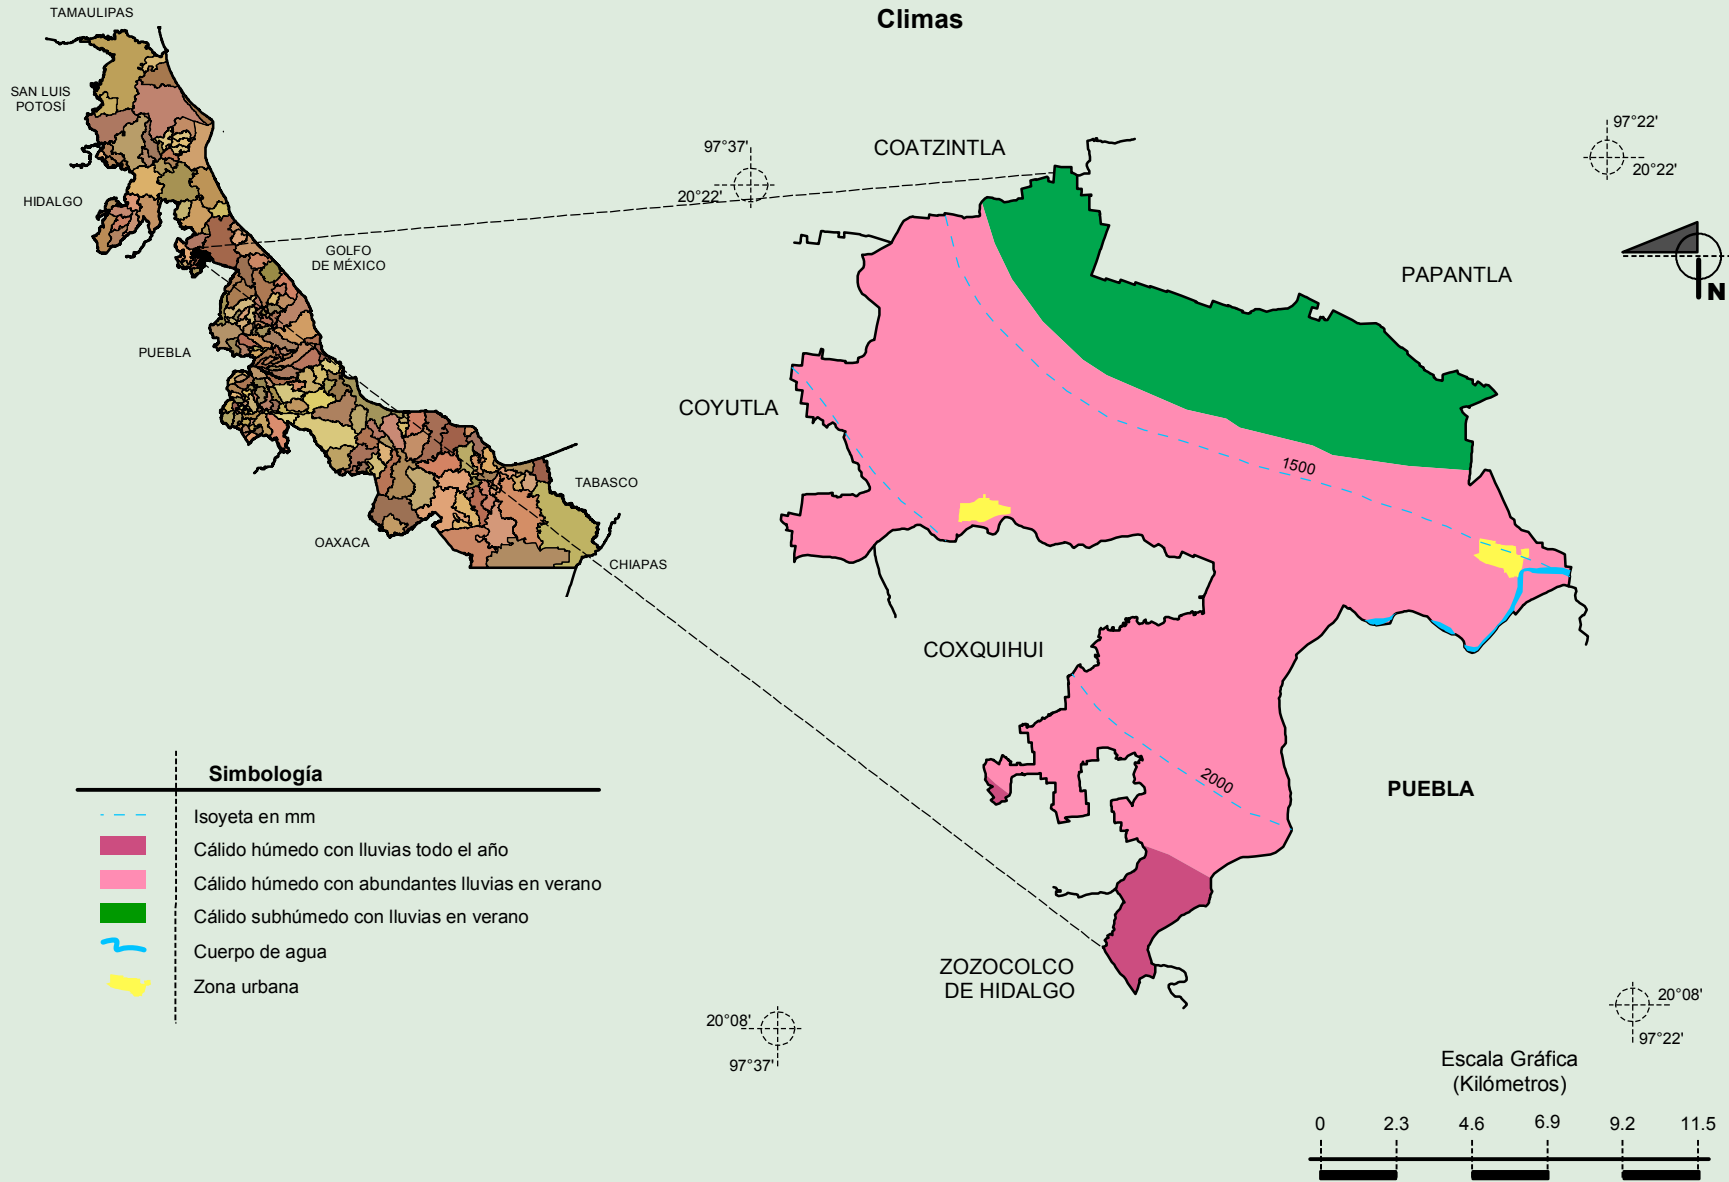 Climas
TAMAULIPAS
SAN LUIS
POTOSÍ
HIDALGO
GOLFO
DE MÉXICO
PUEBLA
TABASCO
OAXACA
CHIAPAS
97°37'
20°22'
COATZINTLA
97°22'
20°22'
PAPANTLA
N
COYUTLA
1500
COXQUIHUI
2000
PUEBLA
ZOZOCOLCO
DE HIDALGO
20°08'
97°37'
20°08'
97°22'
Simbología
Isoyeta en mm
Cálido húmedo con lluvias todo el año
Cálido húmedo con abundantes lluvias en verano
Cálido subhúmedo con lluvias en verano
Cuerpo de agua
Zona urbana
Escala Gráfica
(Kilómetros)
0 2.3 4.6 6.9 9.2 11.5